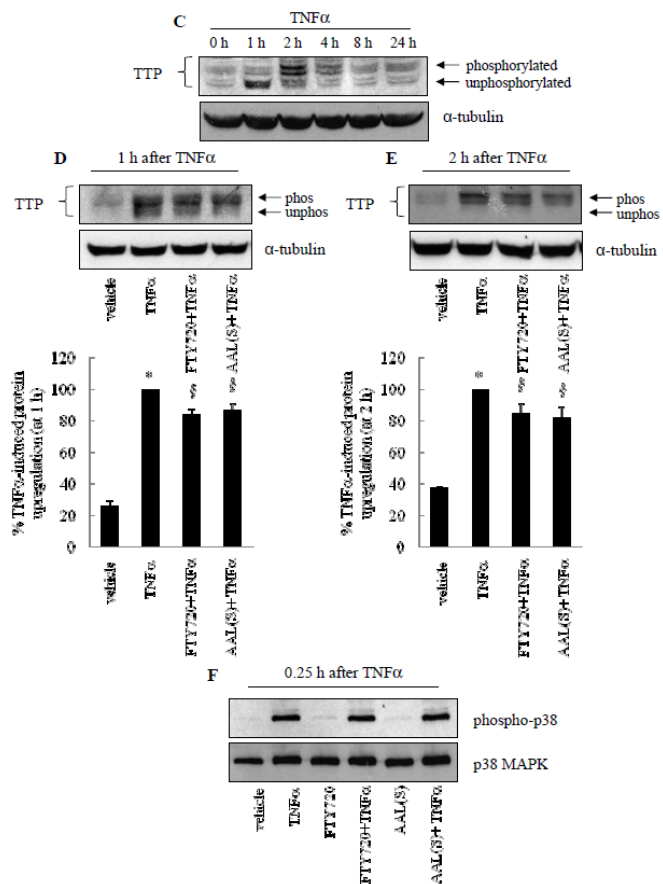 C
TNFα
0 h 1 h 2 h 4 h 8 h 24 h
TTP
phosphorylated
unphosphorylated
α-tubulin
D
1 h after TNFα
TTP
phos
unphos
α-tubulin
vehicle
TNFα
FTY720+TNFα
AAL(S)+TNFα
% TNFα-induced protein
upregulation (at 1 h)
120
100
80
60
40
20
0
*
§
§
vehicle
TNFα
FTY720+TNFα
AAL(S)+TNFα
E
2 h after TNFα
TTP
phos
unphos
α-tubulin
vehicle
TNFα
FTY720+TNFα
AAL(S)+TNFα
% TNFα-induced protein
upregulation (at 2 h)
120
100
80
60
40
20
0
*
§
§
vehicle
TNFα
FTY720+TNFα
AAL(S)+TNFα
F
0.25 h after TNFα
phospho-p38
p38 MAPK
vehicle
TNFα
FTY720
FTY720+TNFα
AAL(S)
AAL(S)+TNFα